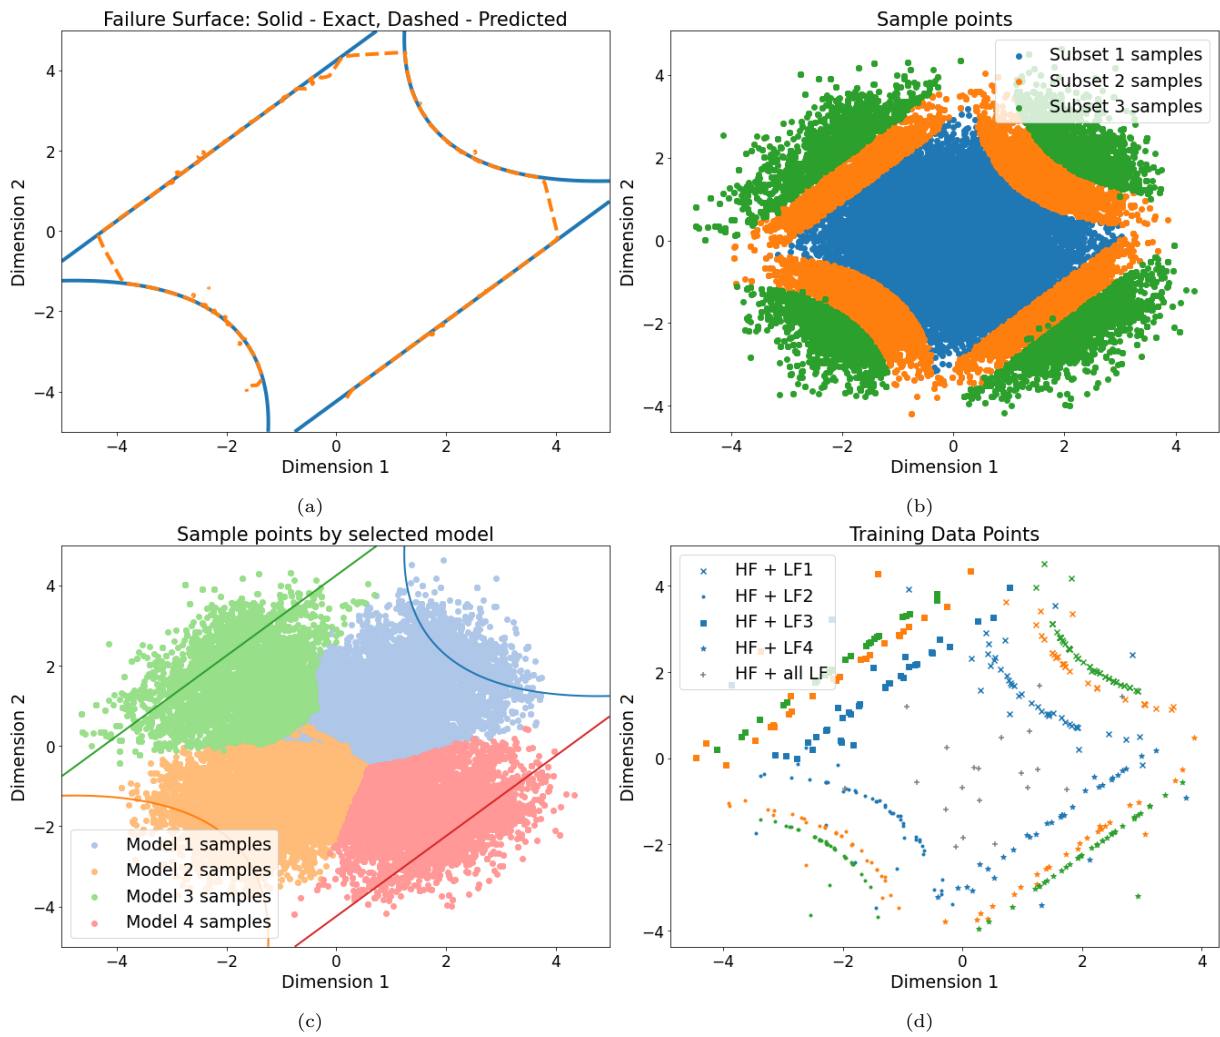 Failure Surface: Solid - Exact, Dashed - Predicted
4
2
0
−2
−4
Dimension 2
−4 −2 0 2 4
Dimension 1
(a)
Sample points
Subset 1 samples
Subset 2 samples
Subset 3 samples
4
2
0
−2
−4
Dimension 2
−4 −2 0 2 4
Dimension 1
(b)
Sample points by selected model
4
2
0
−2
−4
Dimension 2
Model 1 samples
Model 2 samples
Model 3 samples
Model 4 samples
−4 −2 0 2 4
Dimension 1
(c)
Training Data Points
HF + LF1
HF + LF2
HF + LF3
HF + LF4
HF + all LF
4
2
0
−2
−4
Dimension 2
−4 −2 0 2 4
Dimension 1
(d)